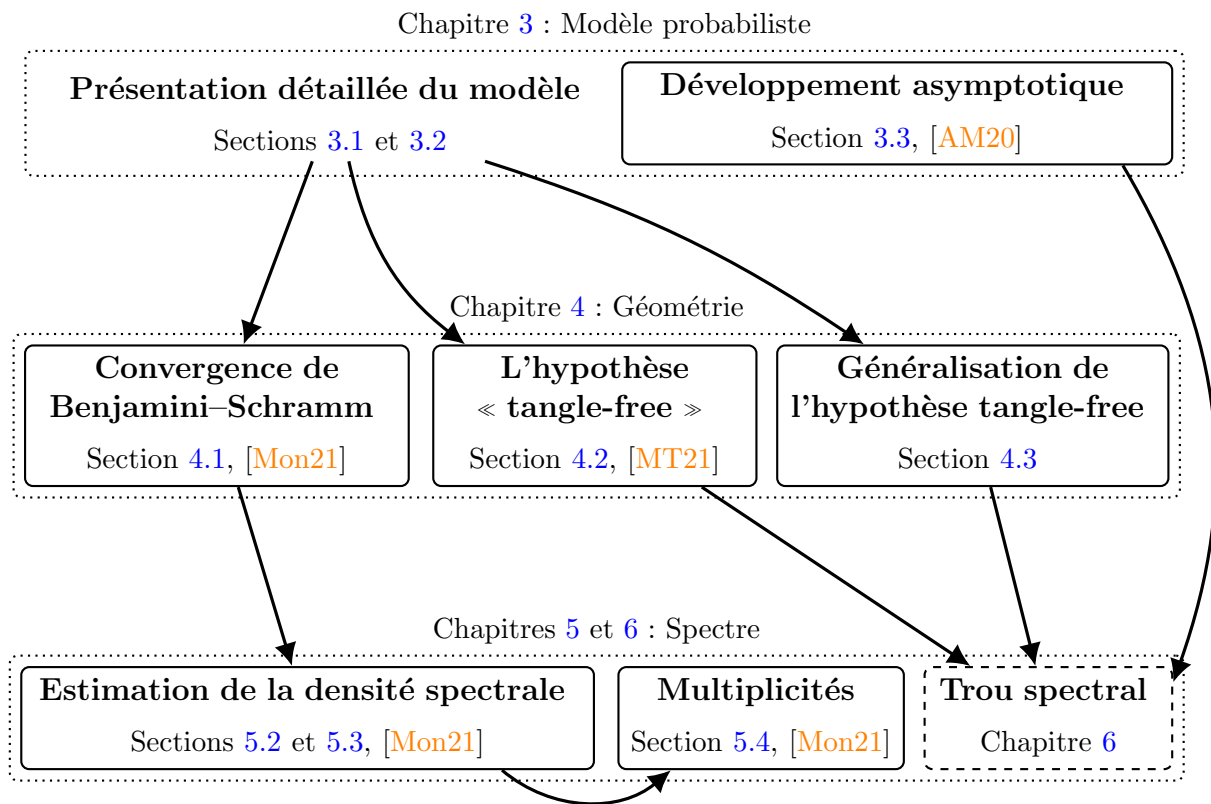 Chapitre 3 : Modèle probabiliste
Présentation détaillée du modèle
Sections 3.1 et 3.2
Développement asymptotique
Section 3.3, [AM20]
Chapitre 4 : Géométrie
Convergence de
Benjamini–Schramm
Section 4.1, [Mon21]
L'hypothèse
« tangle-free »
Section 4.2, [MT21]
Généralisation de
l'hypothèse tangle-free
Section 4.3
Chapitres 5 et 6 : Spectre
Estimation de la densité spectrale
Sections 5.2 et 5.3, [Mon21]
Multiplicités
Section 5.4, [Mon21]
Trou spectral
Chapitre 6